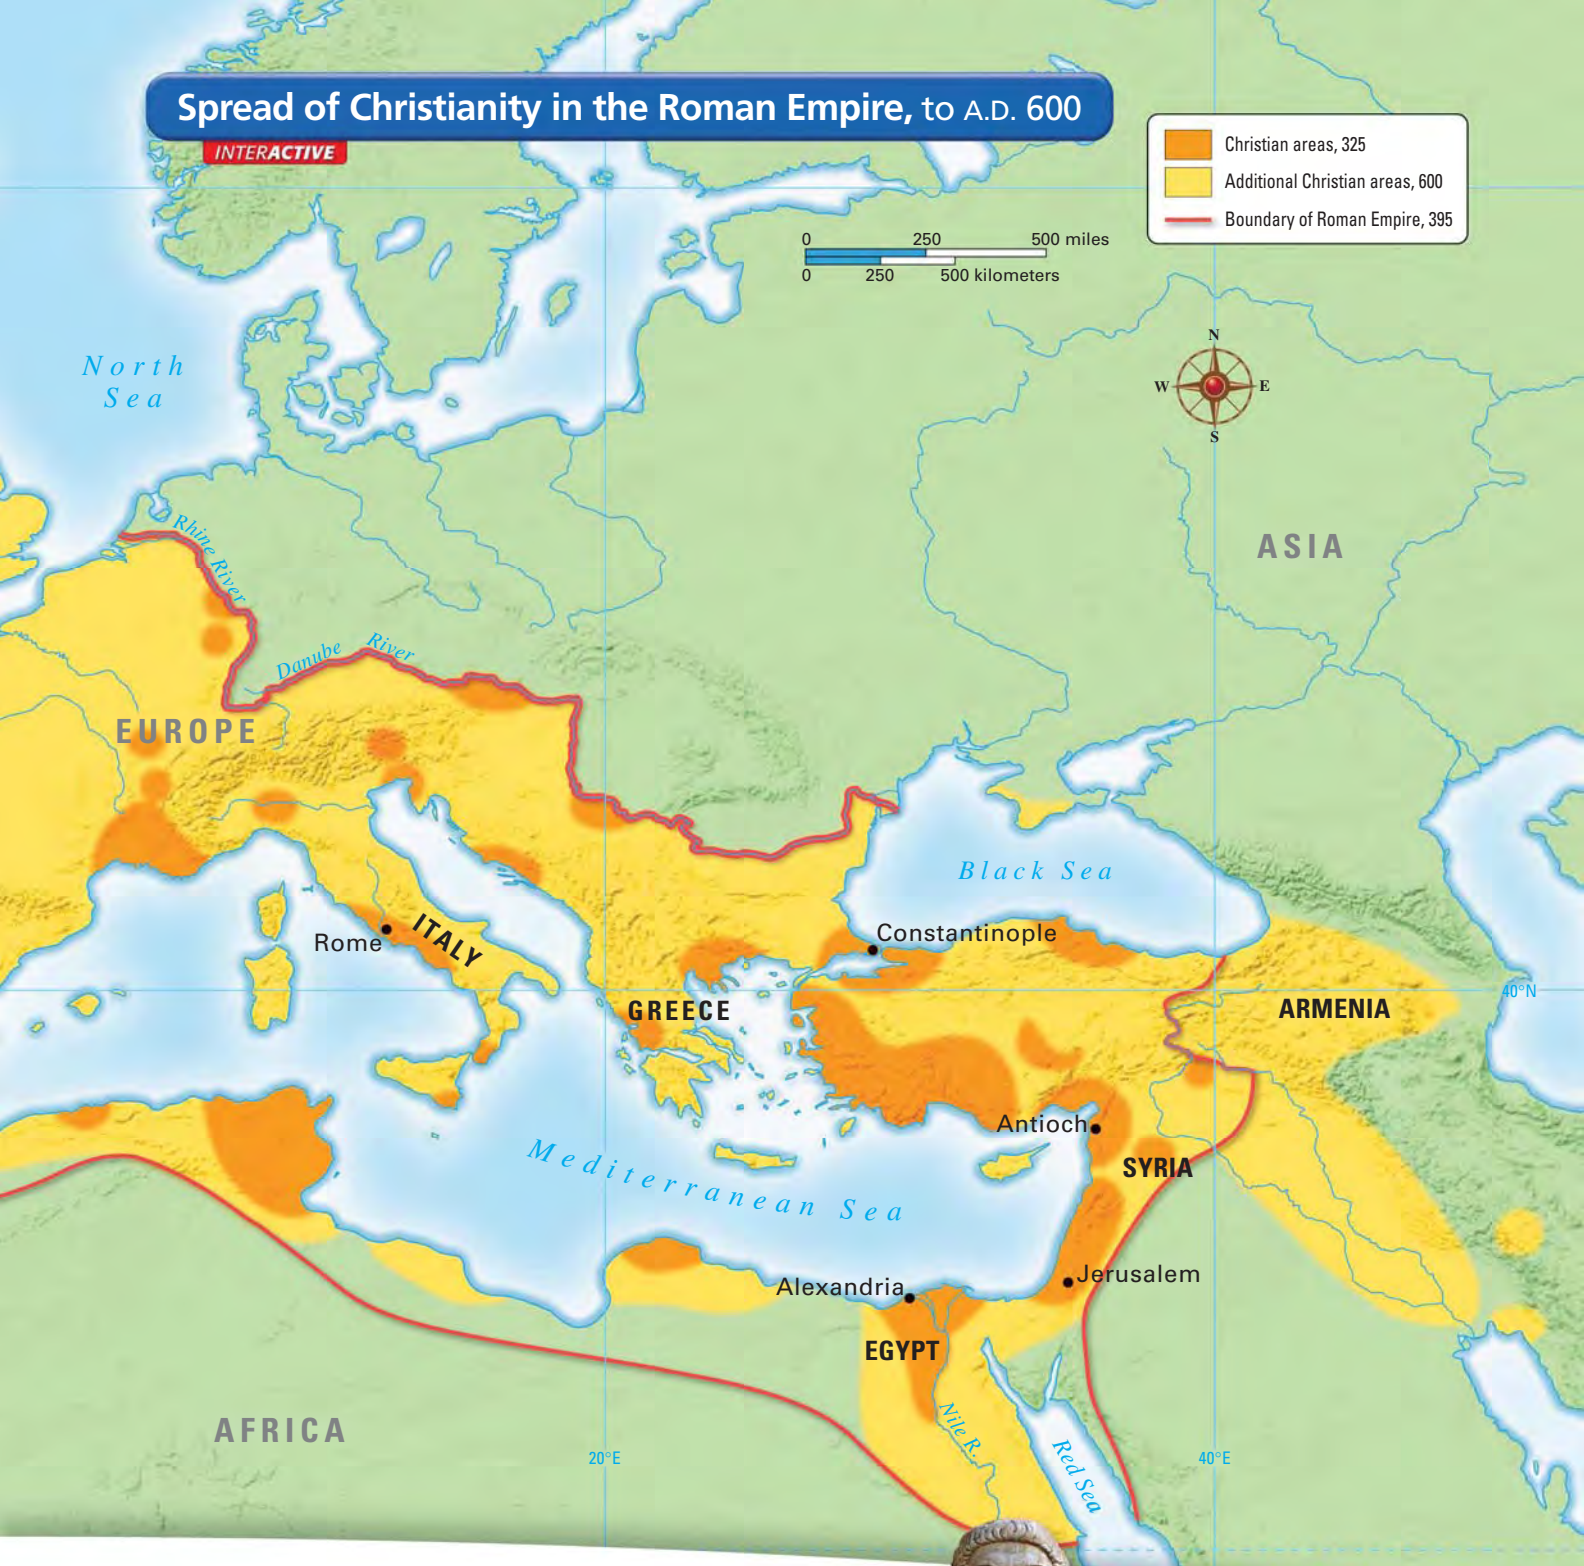 Spread of Christianity in the Roman Empire, to A.D. 600
INTERACTIVE
Christian areas, 325
Additional Christian areas, 600
Boundary of Roman Empire, 395
0 250 500 miles
0 250 500 kilometers
N
W E
S
North
Sea
Rhine River
ASIA
Danube River
EUROPE
Black Sea
Constantinople
Rome
ITALY
GREECE
40°N
ARMENIA
Antioch
SYRIA
Mediterranean Sea
Jerusalem
Alexandria
EGYPT
Nile R.
Red Sea
AFRICA
20°E
40°E